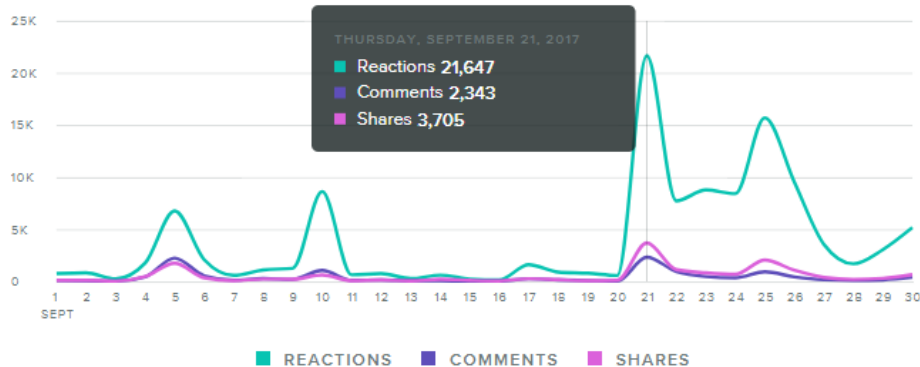 25K
THURSDAY, SEPTEMBER 21, 2017
Reactions 21,647
20K
Comments 2,343
Shares 3,705
15K
10K
5K
0
1 2 3 4 5 6 7 8 9 10 11 12 13 14 15 16 17 18 19 20 21 22 23 24 25 26 27 28 29 30
SEPT
REACTIONS COMMENTS SHARES